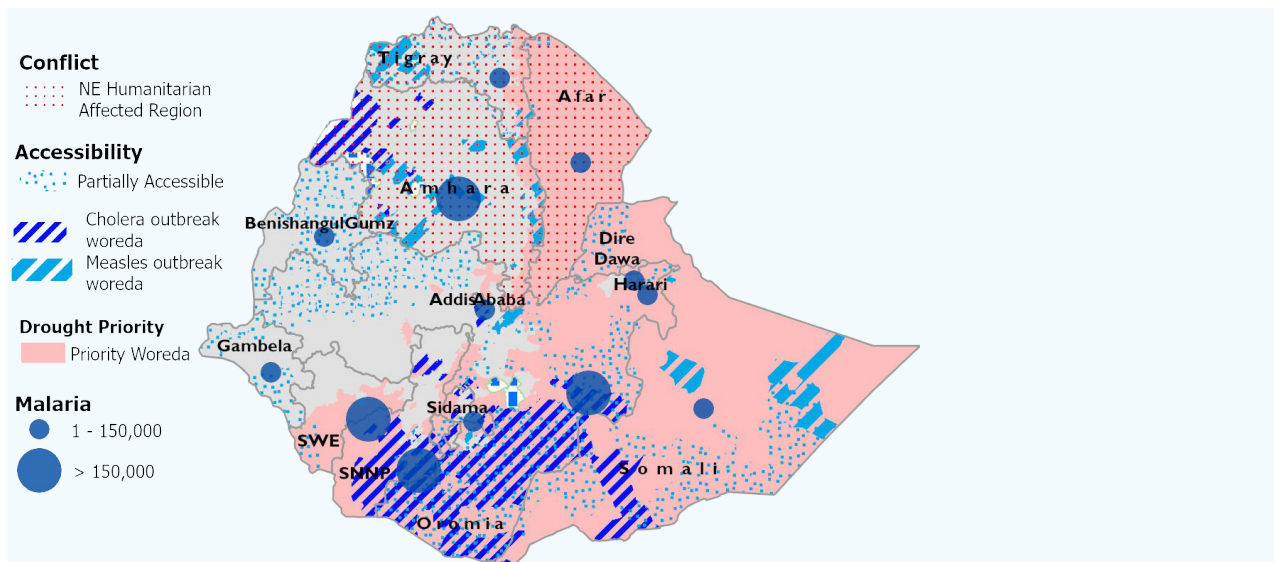 Conflict
NE Humanitarian
Affected Region
Accessibility
Partially Accessible
Cholera outbreak
woreda
Measles outbreak
woreda
Drought Priority
Priority Woreda
Malaria
1 - 150,000
> 150,000
Tigray
Afar
Amhara
BenishangulGumz
Dire
Dawa
Harari
AddisAbaba
Gambela
Sidama
SWE
SNNP
Somali
Oromia